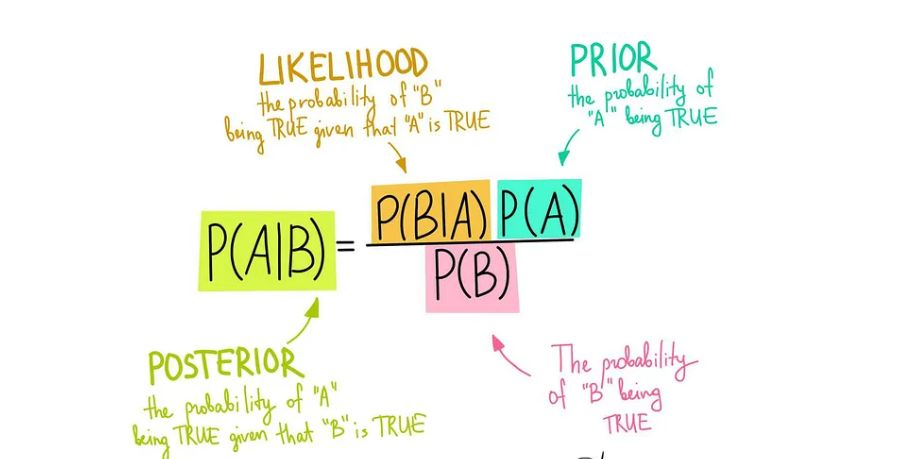 LIKELIHOOD
the probability of "B"
being TRUE given that "A" is TRUE
PRIOR
the probability of
"A" being TRUE
P(A|B) = P(B|A) P(A)
P(B)
POSTERIOR
the probability of "A"
being TRUE given that "B" is TRUE
The probability
of "B" being
TRUE